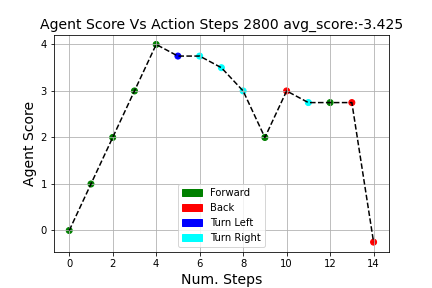 Agent Score Vs Action Steps 2800 avg_score:-3.425
4
3
2
1
0
Agent Score
Forward
Back
Turn Left
Turn Right
0 2 4 6 8 10 12 14
Num. Steps